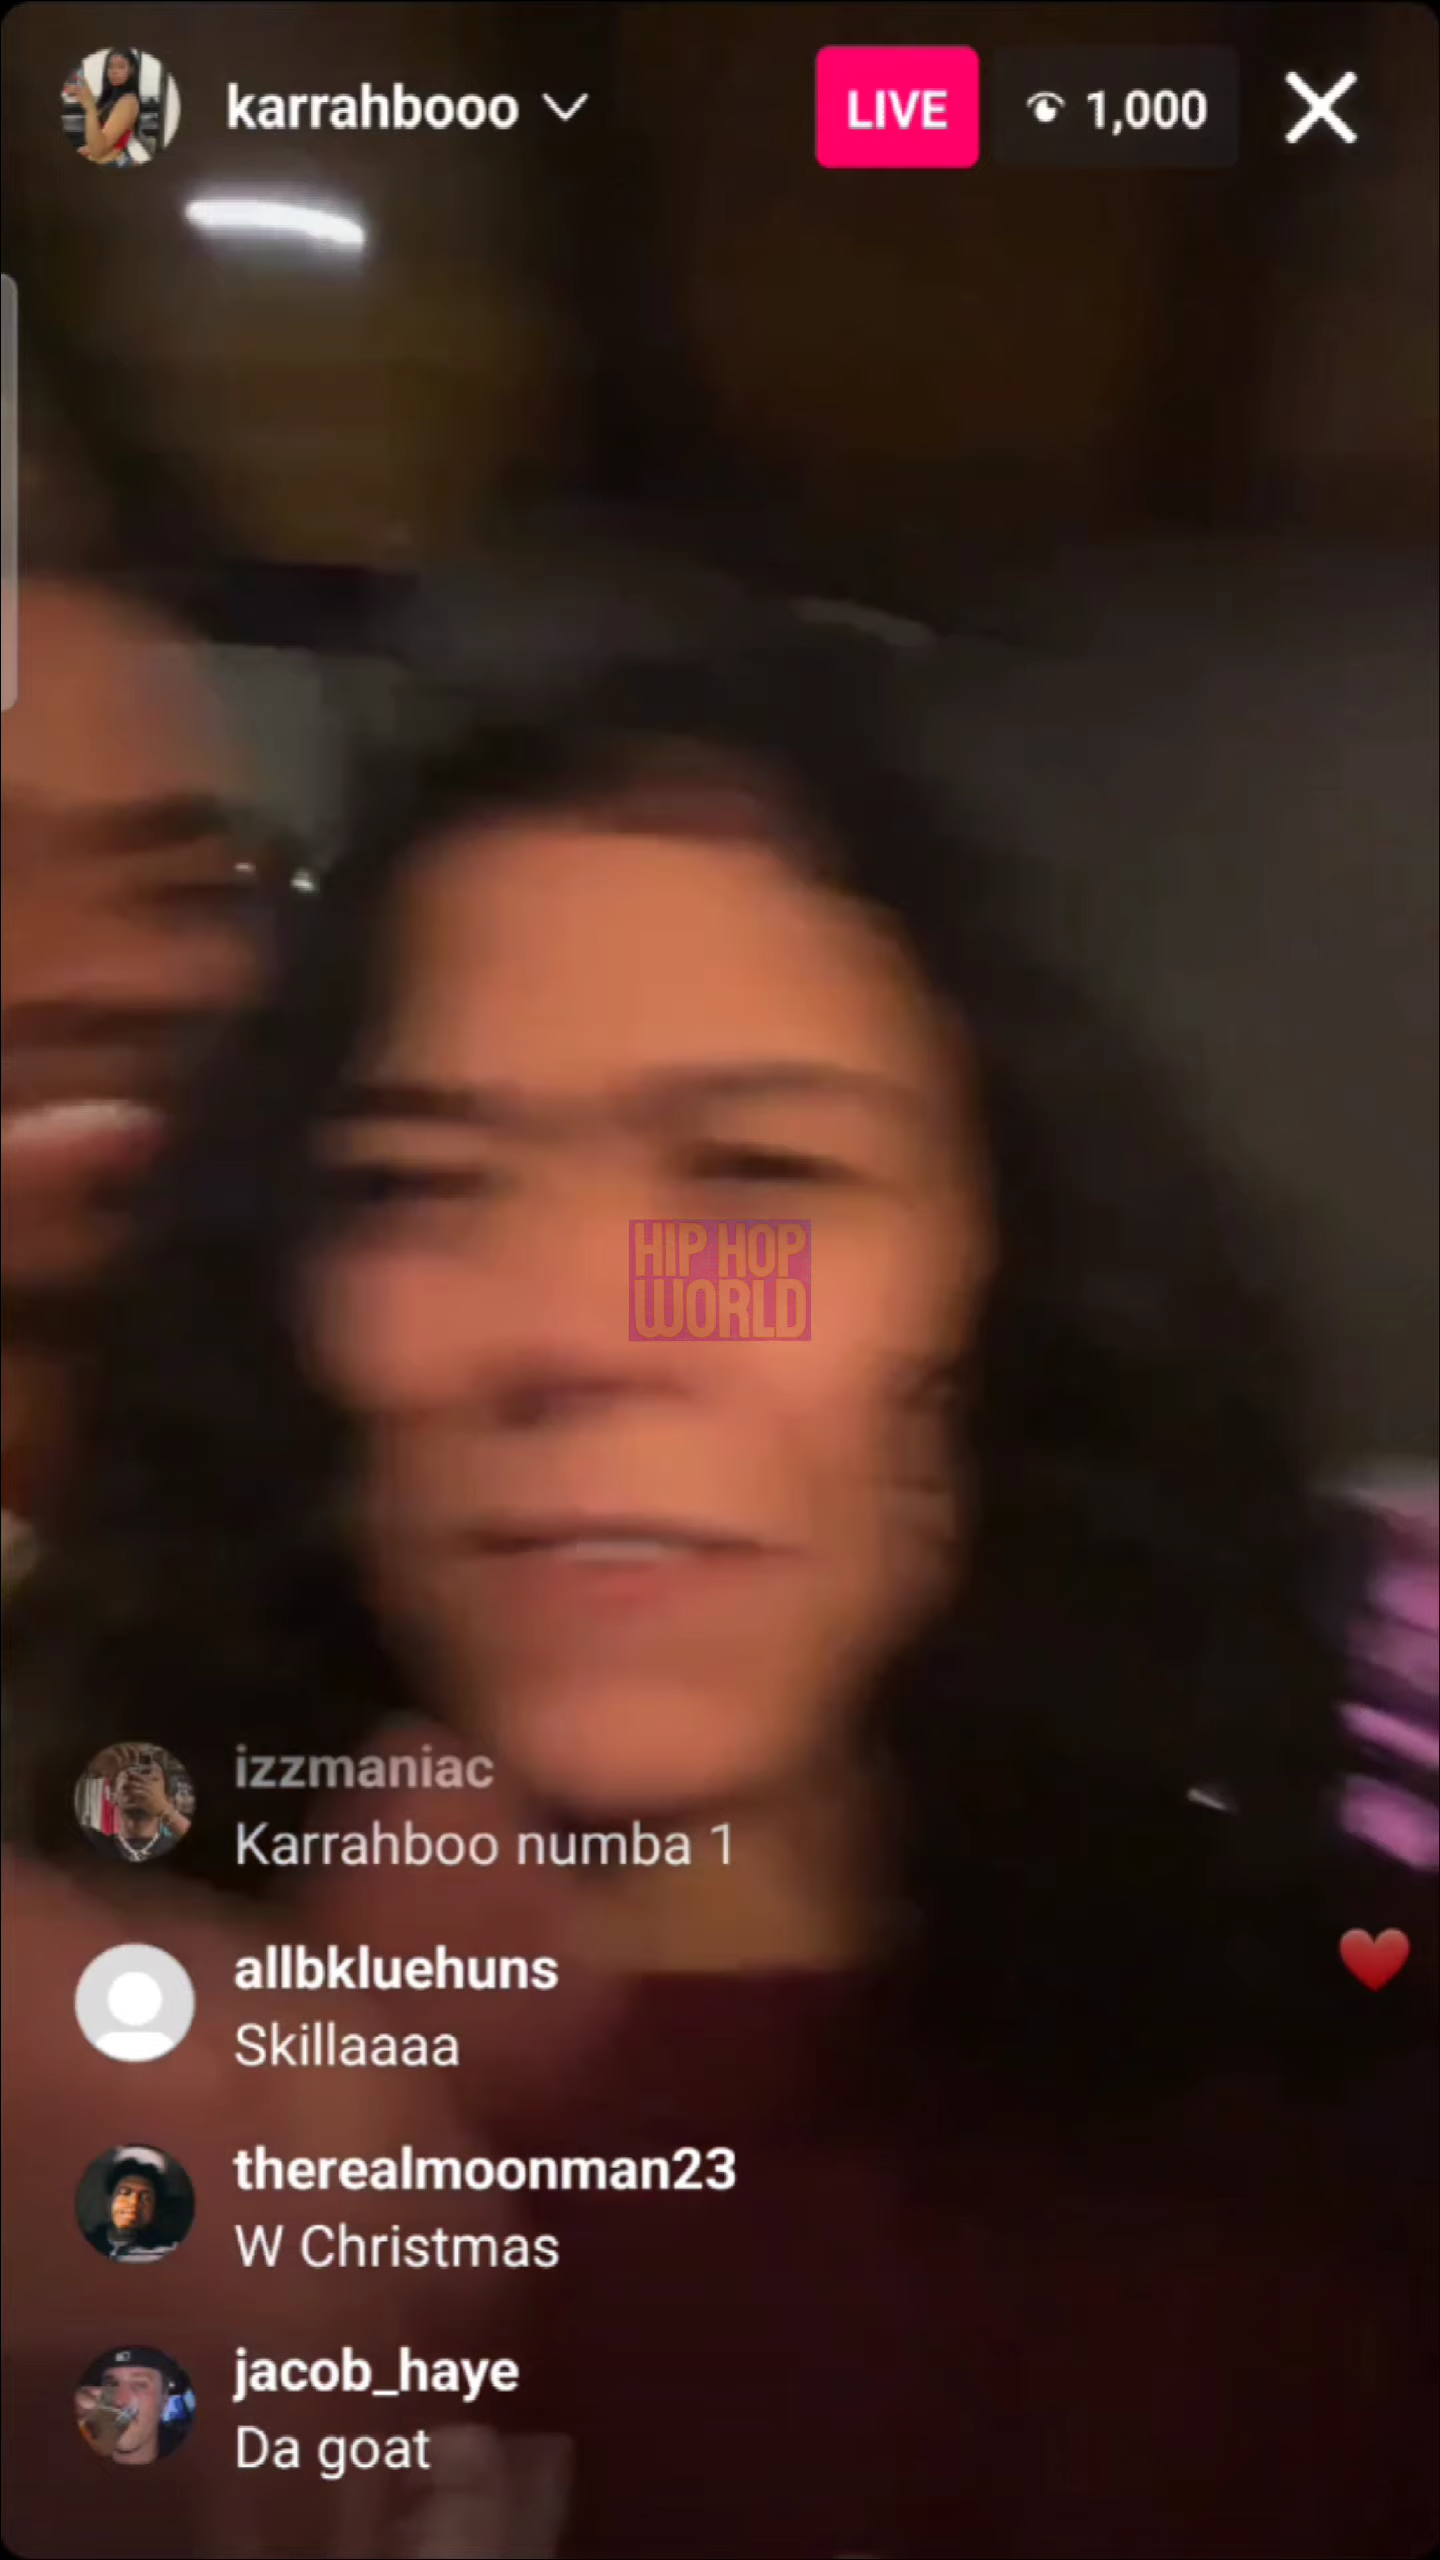 karrahbooo
LIVE
1,000
HIP HOP
WORLD
izzmaniac
Karrahboo numba 1
allbkluehuns
Skillaaaa
therealmoonman23
W Christmas
jacob_haye
Da goat